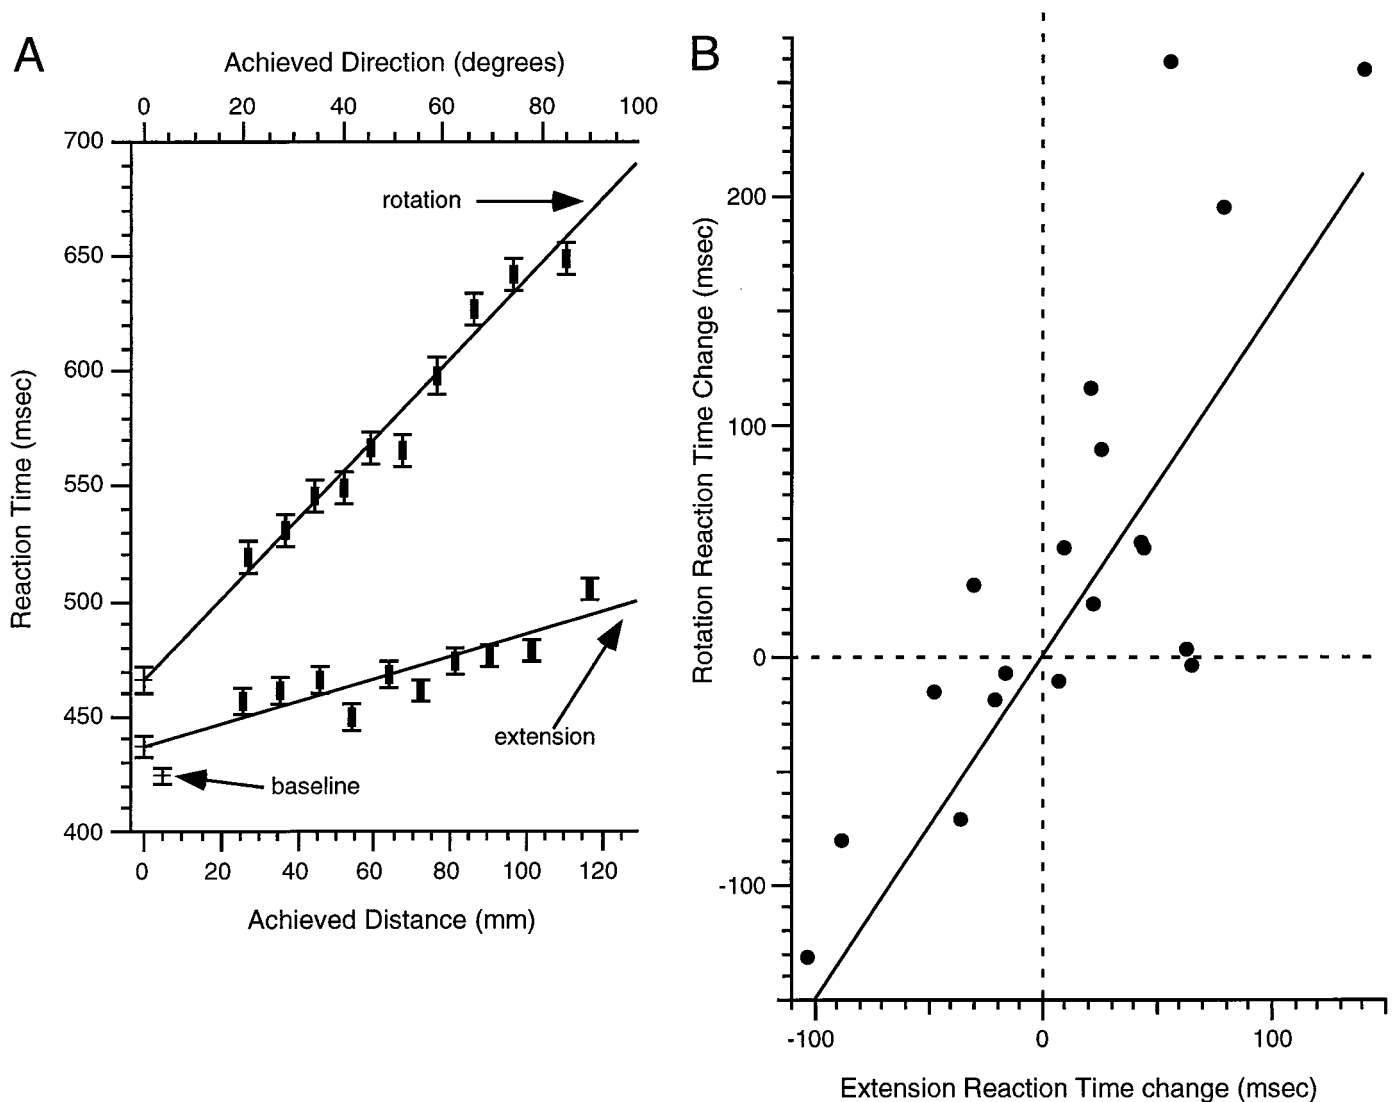 A
Achieved Direction (degrees)
0 20 40 60 80 100
700
650
600
550
500
450
400
Reaction Time (msec)
rotation
extension
baseline
0 20 40 60 80 100 120
Achieved Distance (mm)
B
Rotation Reaction Time Change (msec)
200
100
0
-100
-100 0 100
Extension Reaction Time change (msec)